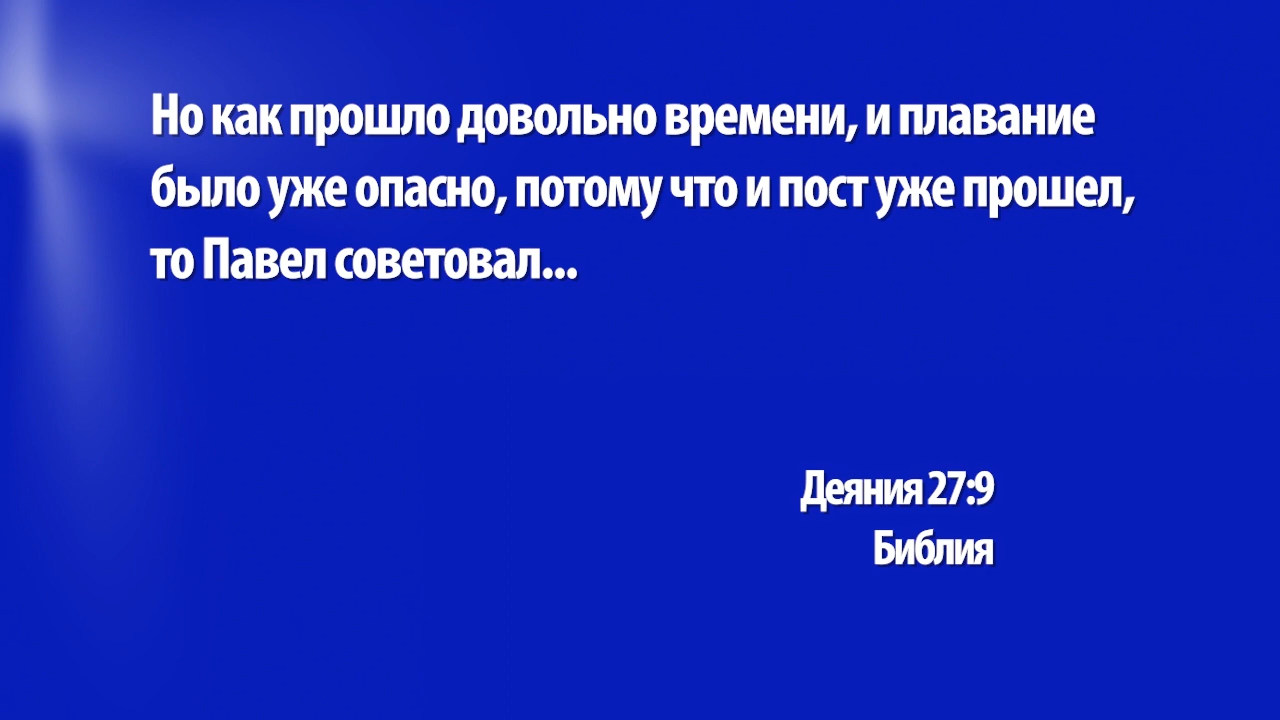 Но как прошло довольно времени, и плавание
было уже опасно, потому что и пост уже прошел,
то Павел советовал...
Деяния 27:9
Библия